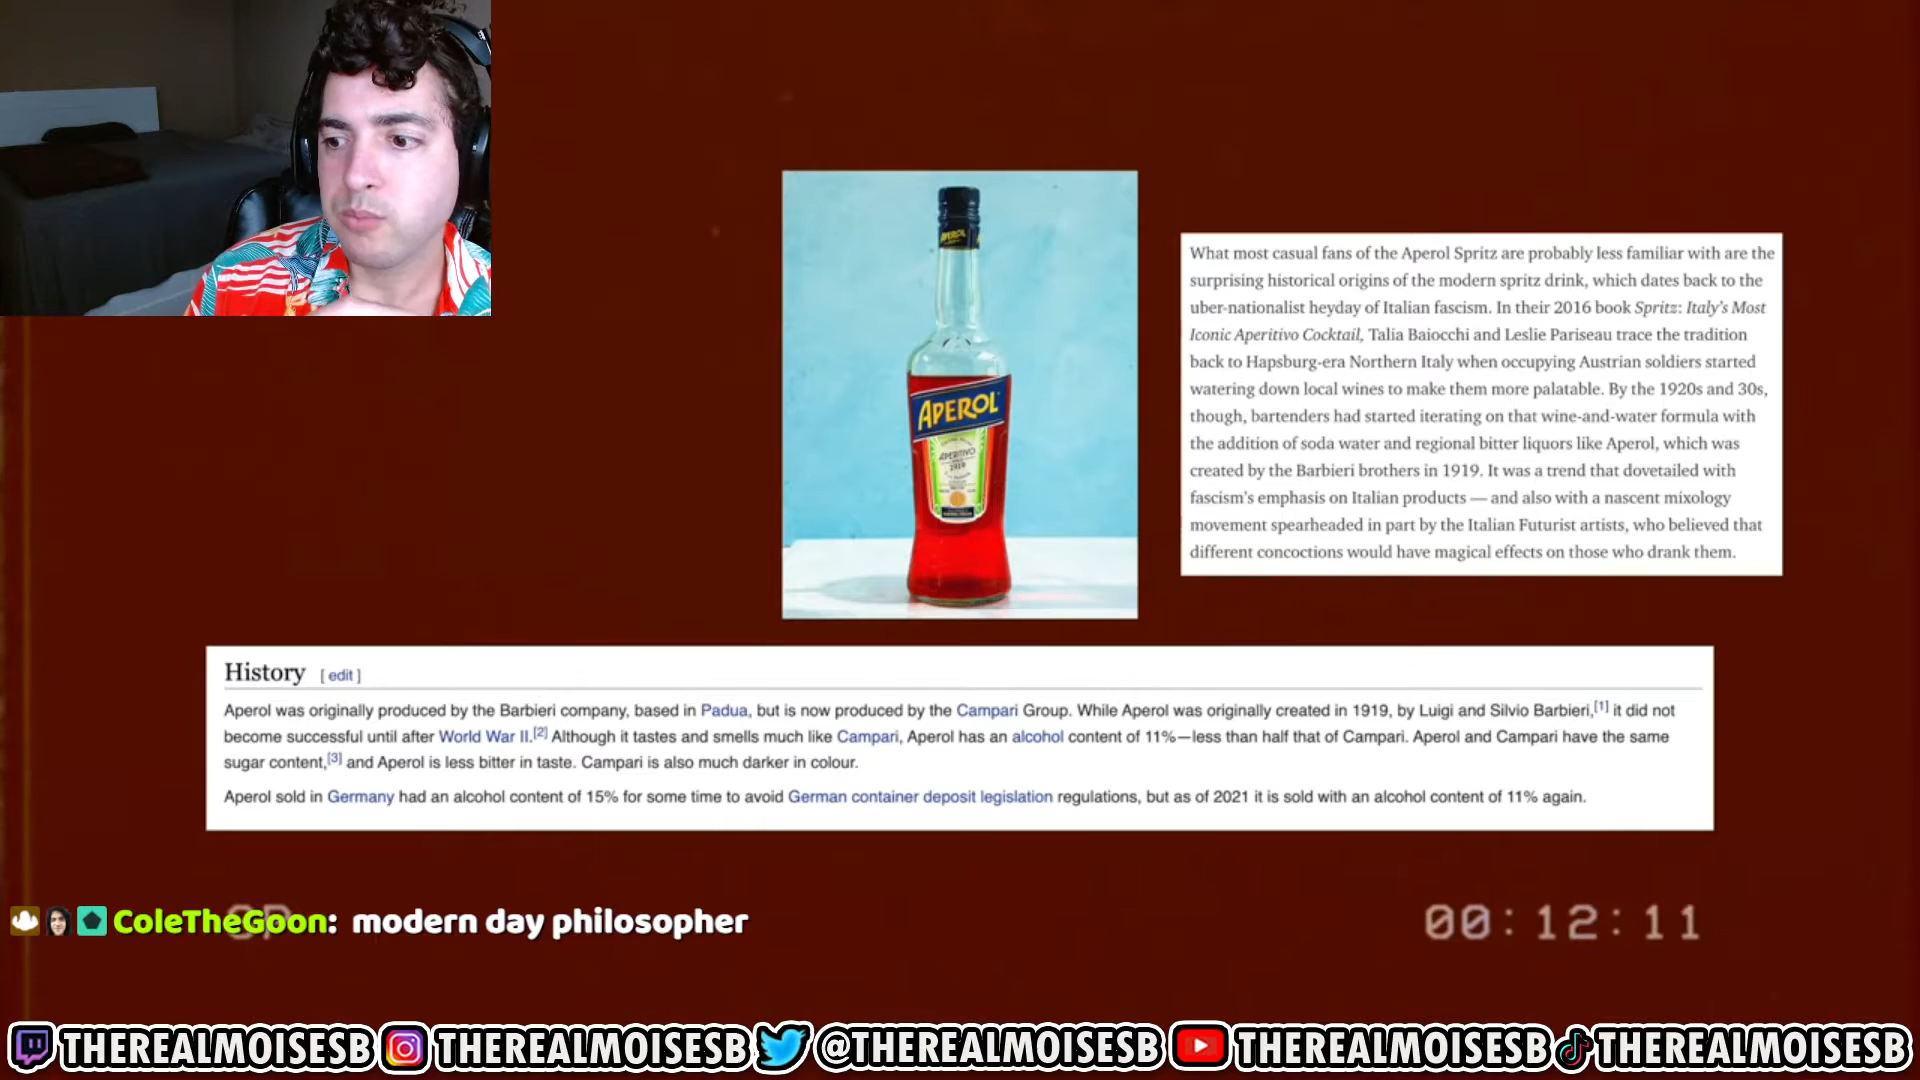 APEROL
APEROL
APERITIVO
1919
What most casual fans of the Aperol Spritz are probably less familiar with are the
surprising historical origins of the modern spritz drink, which dates back to the
uber-nationalist heyday of Italian fascism. In their 2016 book Spritz: Italy's Most
Iconic Aperitivo Cocktail, Talia Baiocchi and Leslie Pariseau trace the tradition
back to Hapsburg-era Northern Italy when occupying Austrian soldiers started
watering down local wines to make them more palatable. By the 1920s and 30s,
though, bartenders had started iterating on that wine-and-water formula with
the addition of soda water and regional bitter liquors like Aperol, which was
created by the Barbieri brothers in 1919. It was a trend that dovetailed with
fascism's emphasis on Italian products — and also with a nascent mixology
movement spearheaded in part by the Italian Futurist artists, who believed that
different concoctions would have magical effects on those who drank them.
History [ edit ]
Aperol was originally produced by the Barbieri company, based in Padua, but is now produced by the Campari Group. While Aperol was originally created in 1919, by Luigi and Silvio Barbieri,[1] it did not
become successful until after World War II.[2] Although it tastes and smells much like Campari, Aperol has an alcohol content of 11%—less than half that of Campari. Aperol and Campari have the same
sugar content,[3] and Aperol is less bitter in taste. Campari is also much darker in colour.
Aperol sold in Germany had an alcohol content of 15% for some time to avoid German container deposit legislation regulations, but as of 2021 it is sold with an alcohol content of 11% again.
ColeTheGoon: modern day philosopher
SP
00:12:11
THEREALMOISESB THEREALMOISESB @THEREALMOISESB THEREALMOISESB THEREALMOISESB